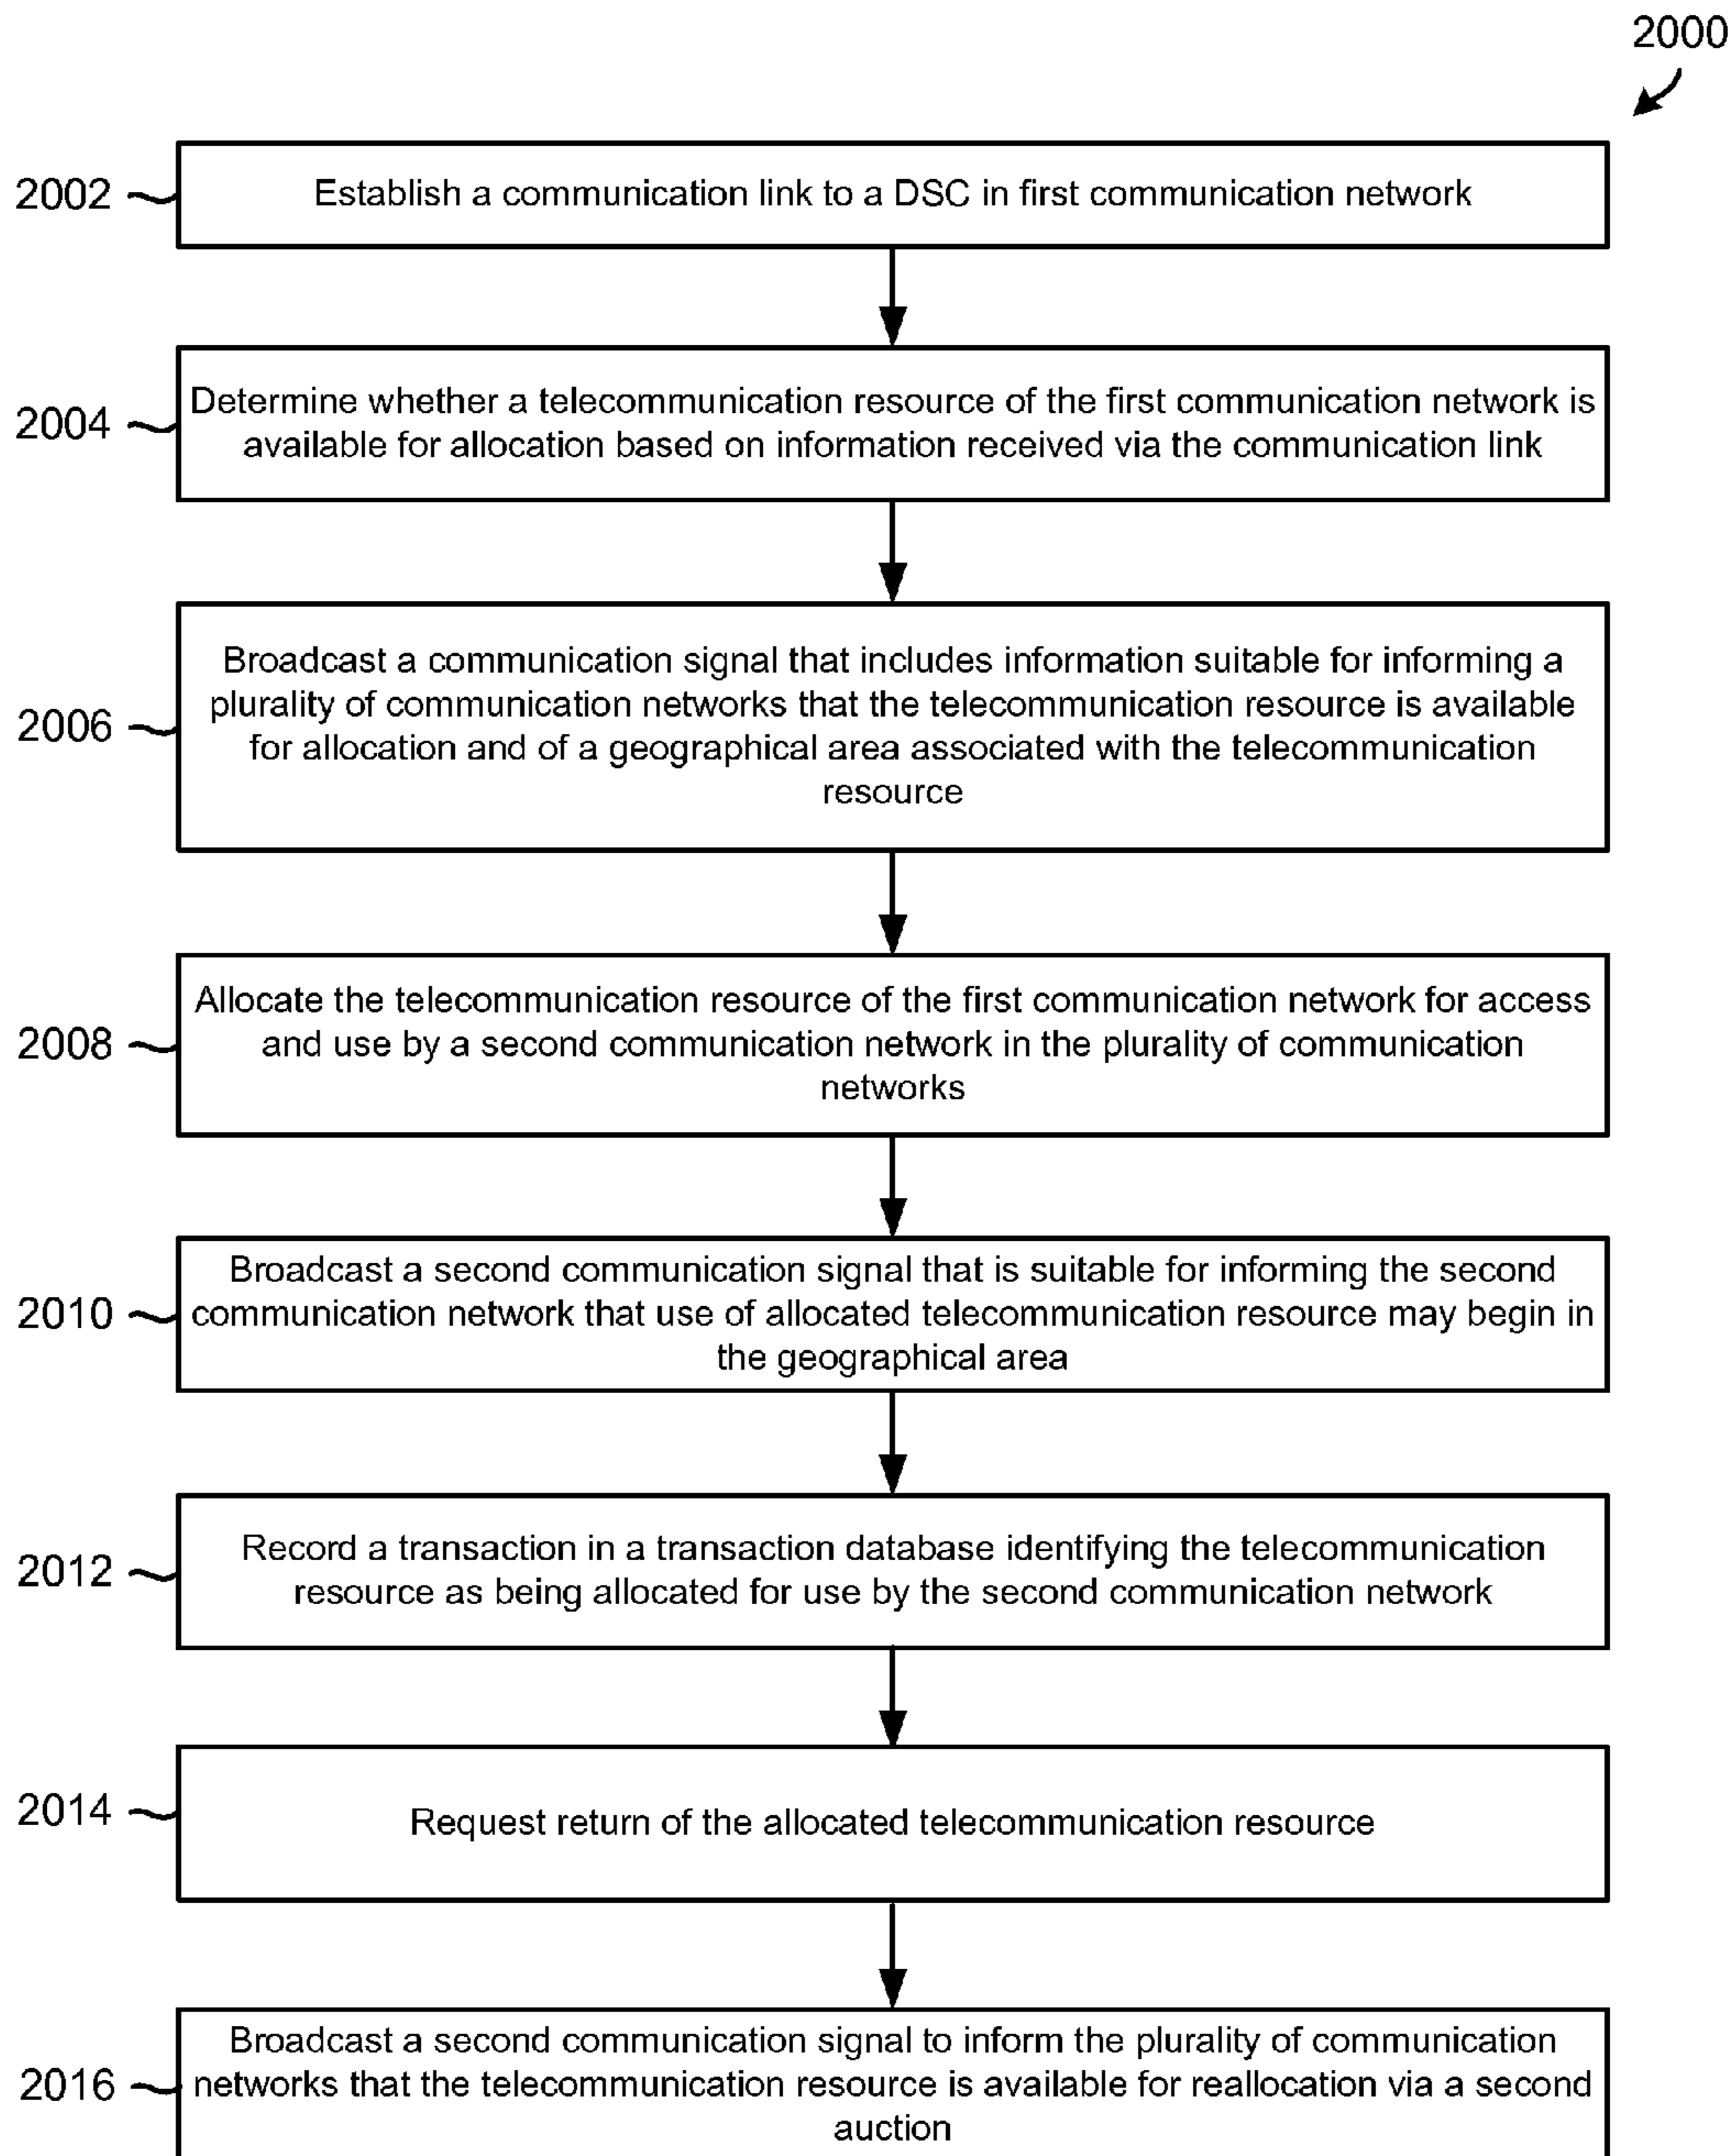 2000
2002
Establish a communication link to a DSC in first communication network
2004
Determine whether a telecommunication resource of the first communication network is
available for allocation based on information received via the communication link
2006
Broadcast a communication signal that includes information suitable for informing a
plurality of communication networks that the telecommunication resource is available
for allocation and of a geographical area associated with the telecommunication
resource
2008
Allocate the telecommunication resource of the first communication network for access
and use by a second communication network in the plurality of communication
networks
2010
Broadcast a second communication signal that is suitable for informing the second
communication network that use of allocated telecommunication resource may begin in
the geographical area
2012
Record a transaction in a transaction database identifying the telecommunication
resource as being allocated for use by the second communication network
2014
Request return of the allocated telecommunication resource
2016
Broadcast a second communication signal to inform the plurality of communication
networks that the telecommunication resource is available for reallocation via a second
auction